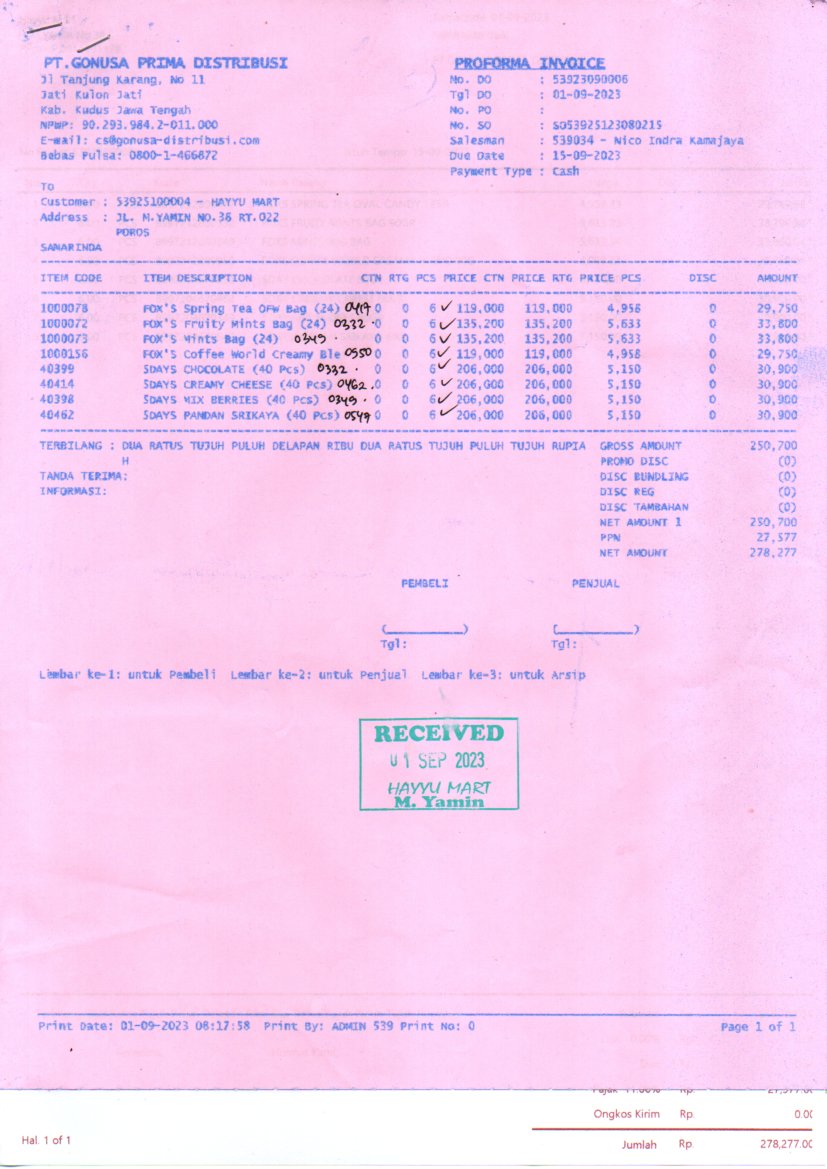 PT.GONUSA PRIMA DISTRIBUSI
Jl Tanjung Karang, No 11
Jati Kulon Jati
Kab. Kudus Jawa Tengah
NPWP: 90.293.984.2-011.000
E-mail: cs@gonusa-distribusi.com
Bebas Pulsa: 0800-1-466872
PROFORMA INVOICE
No. DO : 53923090006
Tgl DO : 01-09-2023
No. PO :
No. SO : SO53925123080215
Salesman : 539034 - Nico Indra Kamajaya
Due Date : 15-09-2023
Payment Type : Cash
TO
Customer : 53925100004 - HAYYU MART
Address : JL. M.YAMIN NO.36 RT.022
POROS
SAMARINDA
ITEM CODE ITEM DESCRIPTION CTN RTG PCS PRICE CTN PRICE RTG PRICE PCS DISC AMOUNT
1000078 FOX'S Spring Tea OFW Bag (24) 0419 0 0 6 ✓ 119,000 119,000 4,958 0 29,750
1000072 FOX'S Fruity Mints Bag (24) 0332 0 0 6 ✓ 135,200 135,200 5,633 0 33,800
1000073 FOX'S Mints Bag (24) 0345 0 0 6 ✓ 135,200 135,200 5,633 0 33,800
1000156 FOX'S Coffee World Creamy Ble 0550 0 0 6 ✓ 119,000 119,000 4,958 0 29,750
40399 5DAYS CHOCOLATE (40 Pcs) 0332 0 0 6 ✓ 206,000 206,000 5,150 0 30,900
40414 5DAYS CREAMY CHEESE (40 Pcs) 0462 0 0 6 ✓ 206,000 206,000 5,150 0 30,900
40398 5DAYS MIX BERRIES (40 Pcs) 0349 0 0 6 ✓ 206,000 206,000 5,150 0 30,900
40462 5DAYS PANDAN SRIKAYA (40 Pcs) 0547 0 0 6 ✓ 206,000 206,000 5,150 0 30,900
TERBILANG : DUA RATUS TUJUH PULUH DELAPAN RIBU DUA RATUS TUJUH PULUH TUJUH RUPIA GROSS AMOUNT 250,700
H PROMO DISC (0)
TANDA TERIMA: DISC BUNDLING (0)
INFORMASI: DISC REG (0)
DISC TAMBAHAN (0)
NET AMOUNT 1 250,700
PPN 27,577
NET AMOUNT 278,277
PEMBELI PENJUAL
(__________) (__________)
Tgl: Tgl:
Lembar ke-1: untuk Pembeli Lembar ke-2: untuk Penjual Lembar ke-3: untuk Arsip
RECEIVED
01 SEP 2023
HAYYU MART
M. Yamin
Print Date: 01-09-2023 08:17:58 Print By: ADMIN 539 Print No: 0 Page 1 of 1
Ongkos Kirim Rp. 0.00
Hal. 1 of 1
Jumlah Rp. 278,277.00